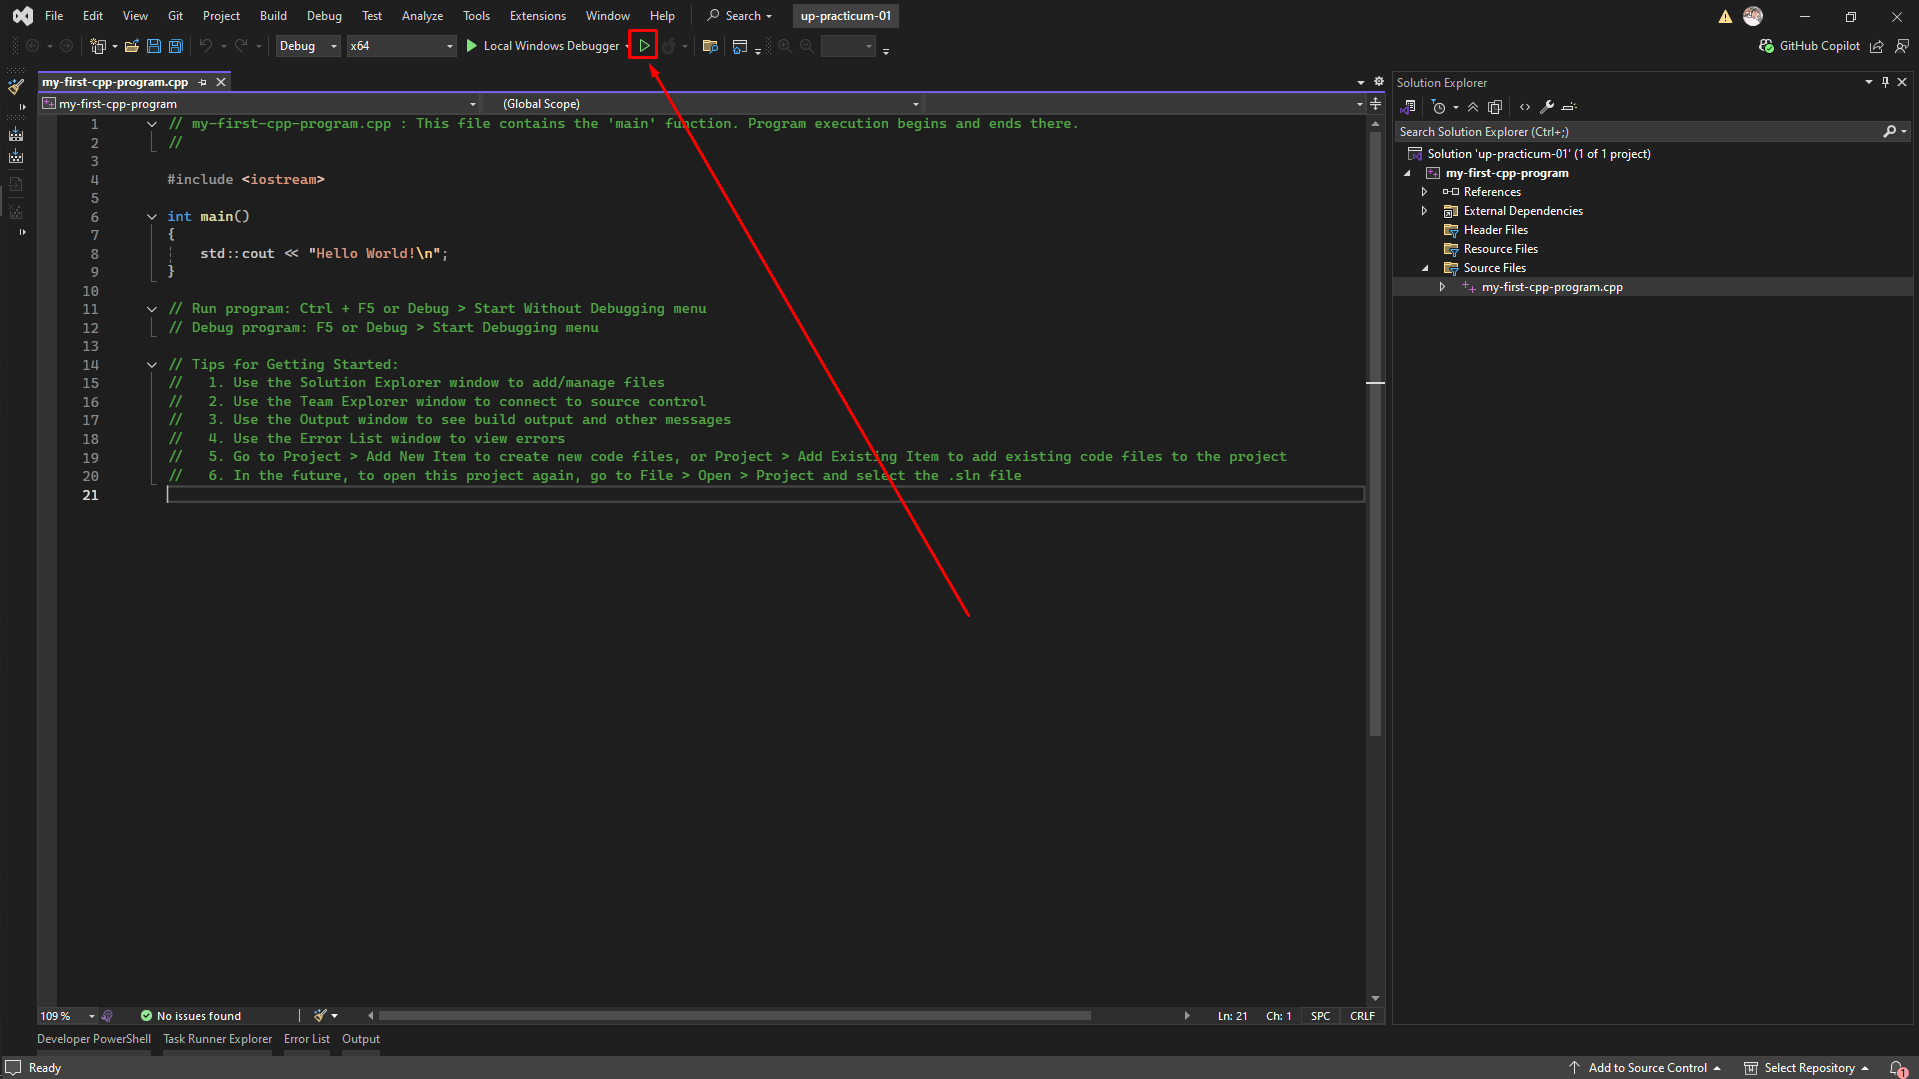 File Edit View Git Project Build Debug Test Analyze Tools Extensions Window Help Search up-practicum-01
Debug x64 Local Windows Debugger GitHub Copilot
my-first-cpp-program.cpp
my-first-cpp-program (Global Scope)
1 // my-first-cpp-program.cpp : This file contains the 'main' function. Program execution begins and ends there.
2 //
3
4 #include <iostream>
5
6 int main()
7 {
8 std::cout << "Hello World!\n";
9 }
10
11 // Run program: Ctrl + F5 or Debug > Start Without Debugging menu
12 // Debug program: F5 or Debug > Start Debugging menu
13
14 // Tips for Getting Started:
15 // 1. Use the Solution Explorer window to add/manage files
16 // 2. Use the Team Explorer window to connect to source control
17 // 3. Use the Output window to see build output and other messages
18 // 4. Use the Error List window to view errors
19 // 5. Go to Project > Add New Item to create new code files, or Project > Add Existing Item to add existing code files to the project
20 // 6. In the future, to open this project again, go to File > Open > Project and select the .sln file
21
109 % No issues found Ln: 21 Ch: 1 SPC CRLF
Developer PowerShell Task Runner Explorer Error List Output
Solution Explorer
Search Solution Explorer (Ctrl+;)
Solution 'up-practicum-01' (1 of 1 project)
my-first-cpp-program
References
External Dependencies
Header Files
Resource Files
Source Files
my-first-cpp-program.cpp
Ready Add to Source Control Select Repository 1